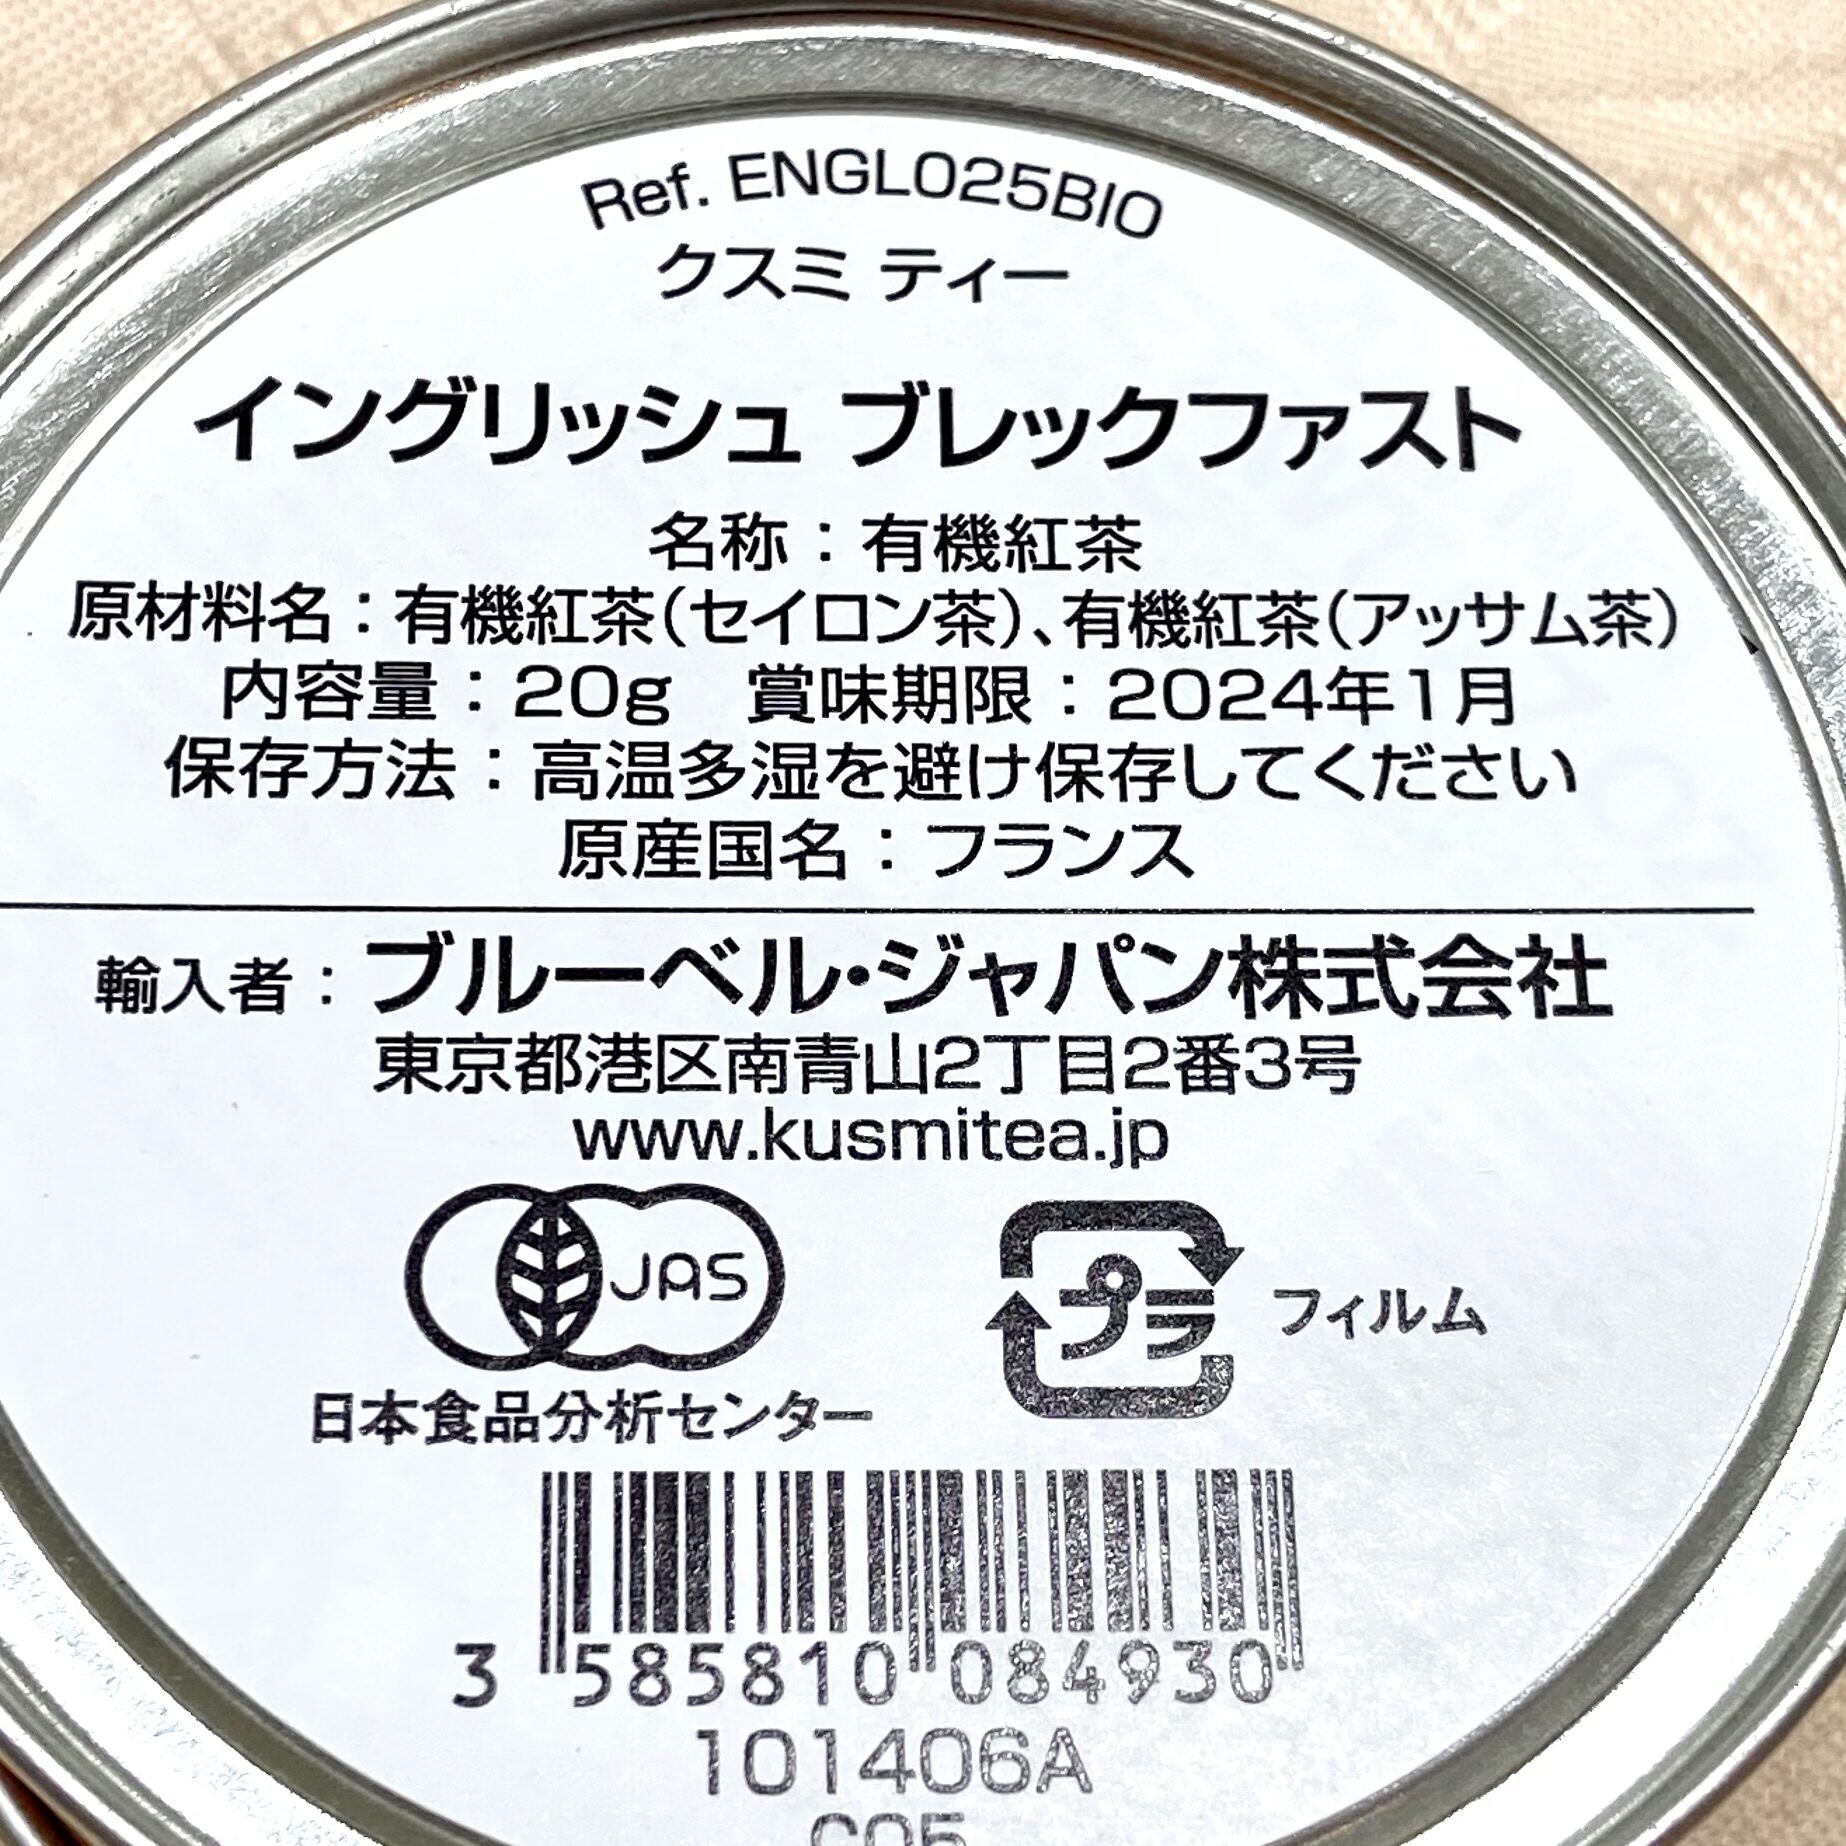 Ref. ENGL025BIO
クスミ ティー
イングリッシュ ブレックファスト
名称：有機紅茶
原材料名：有機紅茶(セイロン茶)、有機紅茶(アッサム茶)
内容量：20g　賞味期限：2024年1月
保存方法：高温多湿を避け保存してください
原産国名：フランス
輸入者：ブルーベル・ジャパン株式会社
東京都港区南青山2丁目2番3号
www.kusmitea.jp
JAS
プラ フィルム
日本食品分析センター
3 585810 084930
101406A
C05